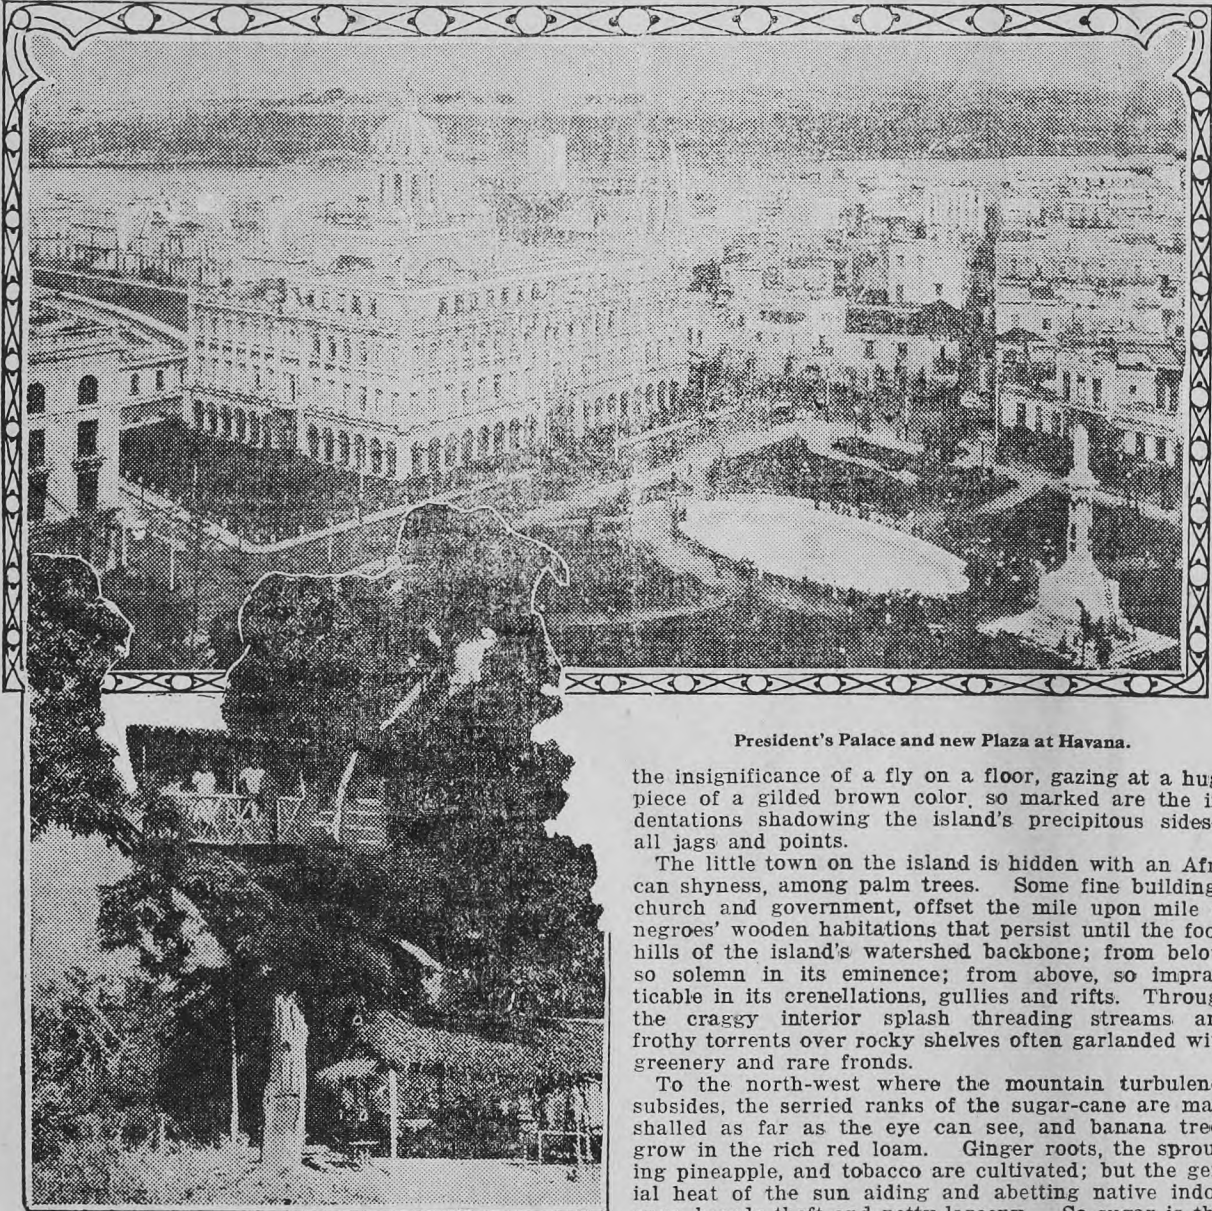 President's Palace and new Plaza at Havana.
the insignificance of a fly on a floor, gazing at a hug
piece of a gilded brown color, so marked are the i
dentations shadowing the island's precipitous sides
all jags and points.
The little town on the island is hidden with an Afr
can shyness, among palm trees. Some fine building
church and government, offset the mile upon mile
negroes' wooden habitations that persist until the foo
hills of the island's watershed backbone; from belo
so solemn in its eminence; from above, so impra
ticable in its crenellations, gullies and rifts. Throug
the craggy interior splash threading streams an
frothy torrents over rocky shelves often garlanded wi
greenery and rare fronds.
To the north-west where the mountain turbulen
subsides, the serried ranks of the sugar-cane are ma
shalled as far as the eye can see, and banana tre
grow in the rich red loam. Ginger roots, the sprou
ing pineapple, and tobacco are cultivated; but the ge
ial heat of the sun aiding and abetting native indo